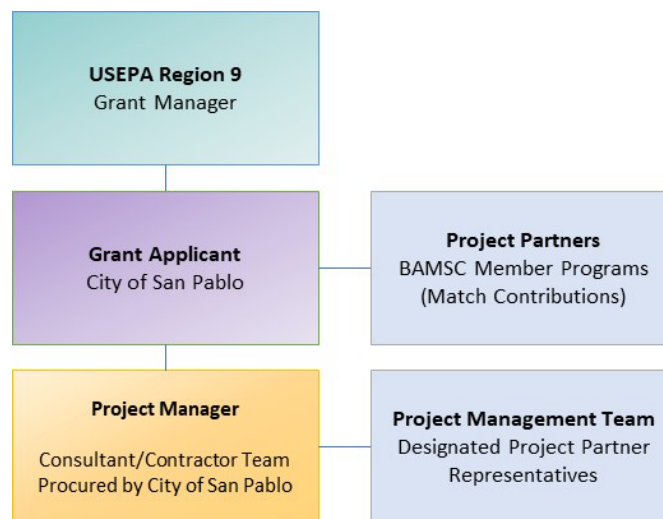 USEPA Region 9
Grant Manager
Grant Applicant
City of San Pablo
Project Partners
BAMSC Member Programs
(Match Contributions)
Project Manager
Consultant/Contractor Team
Procured by City of San Pablo
Project Management Team
Designated Project Partner
Representatives